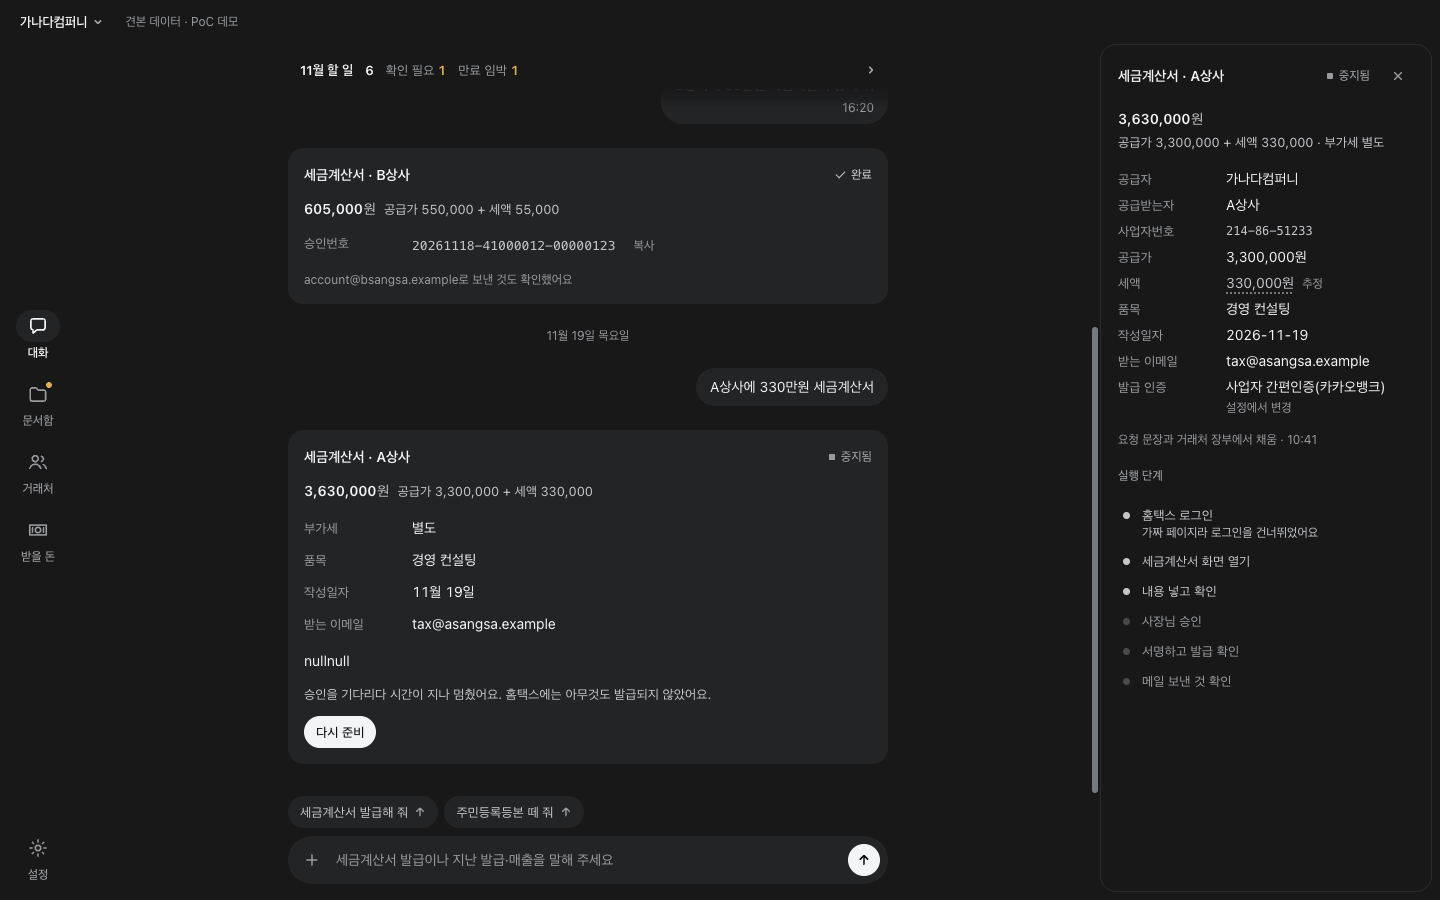 가나다컴퍼니
견본 데이터 · PoC 데모
11월 할 일 6 확인 필요 1 만료 임박 1
16:20
세금계산서 · B상사
완료
605,000원 공급가 550,000 + 세액 55,000
승인번호 20261118-41000012-00000123 복사
account@bsangsa.example로 보낸 것도 확인했어요
11월 19일 목요일
A상사에 330만원 세금계산서
세금계산서 · A상사
중지됨
3,630,000원 공급가 3,300,000 + 세액 330,000
부가세 별도
품목 경영 컨설팅
작성일자 11월 19일
받는 이메일 tax@asangsa.example
nullnull
승인을 기다리다 시간이 지나 멈췄어요. 홈택스에는 아무것도 발급되지 않았어요.
다시 준비
세금계산서 발급해 줘
주민등록등본 떼 줘
세금계산서 발급이나 지난 발급·매출을 말해 주세요
대화
문서함
거래처
받을 돈
설정
세금계산서 · A상사
중지됨
3,630,000원
공급가 3,300,000 + 세액 330,000 · 부가세 별도
공급자 가나다컴퍼니
공급받는자 A상사
사업자번호 214-86-51233
공급가 3,300,000원
세액 330,000원 추정
품목 경영 컨설팅
작성일자 2026-11-19
받는 이메일 tax@asangsa.example
발급 인증 사업자 간편인증(카카오뱅크)
설정에서 변경
요청 문장과 거래처 장부에서 채움 · 10:41
실행 단계
홈택스 로그인
가짜 페이지라 로그인을 건너뛰었어요
세금계산서 화면 열기
내용 넣고 확인
사장님 승인
서명하고 발급 확인
메일 보낸 것 확인